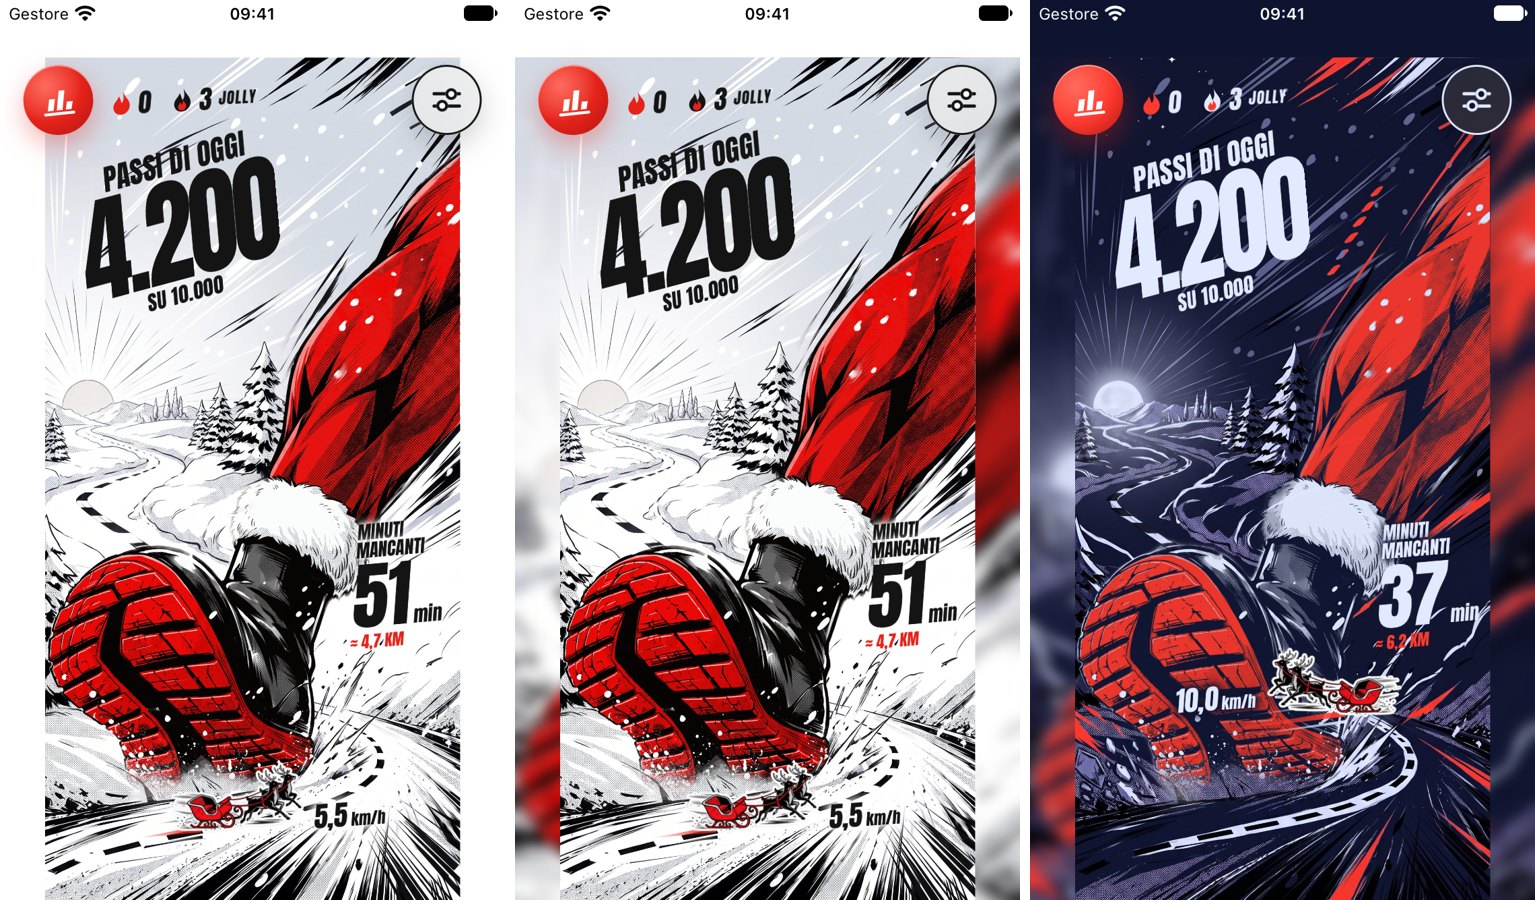 Gestore 09:41
0 3 JOLLY
PASSI DI OGGI
4.200
SU 10.000
MINUTI
MANCANTI
51 min
≈ 4,7 KM
5,5 km/h
Gestore 09:41
0 3 JOLLY
PASSI DI OGGI
4.200
SU 10.000
MINUTI
MANCANTI
51 min
≈ 4,7 KM
5,5 km/h
Gestore 09:41
0 3 JOLLY
PASSI DI OGGI
4.200
SU 10.000
MINUTI
MANCANTI
37 min
≈ 6,2 KM
10,0 km/h